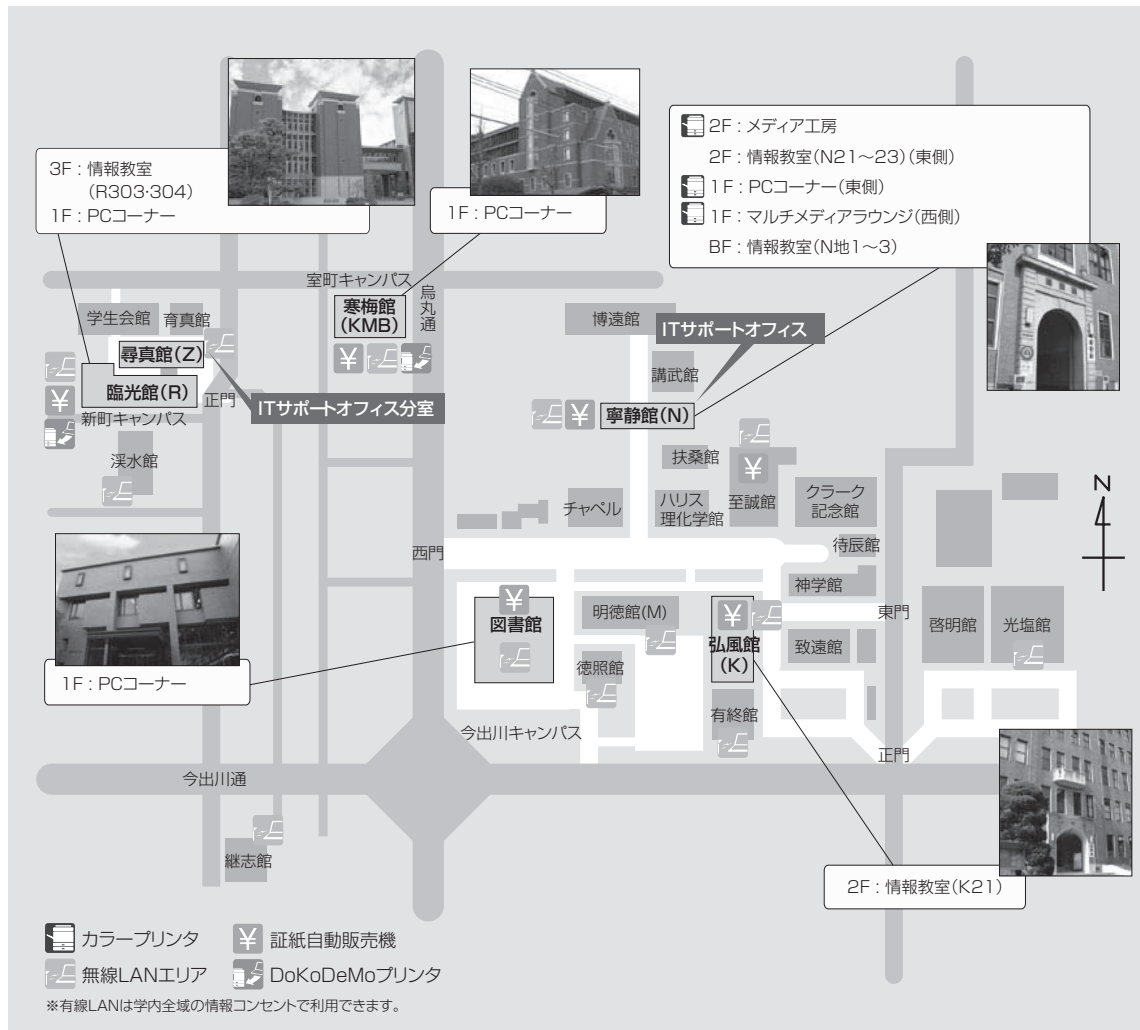 3F : 情報教室
(R303·304)
1F : PCコーナー
1F : PCコーナー
2F : メディア工房
2F : 情報教室(N21～23)(東側)
1F : PCコーナー(東側)
1F : マルチメディアラウンジ(西側)
BF : 情報教室(N地1～3)
室町キャンパス
烏丸通
寒梅館
(KMB)
¥
学生会館
育真館
尋真館(Z)
臨光館(R)
¥
正門
ITサポートオフィス分室
新町キャンパス
渓水館
博遠館
ITサポートオフィス
講武館
¥
寧静館(N)
扶桑館
¥
至誠館
ハリス
理化学館
チャペル
クラーク
記念館
N
西門
待辰館
神学館
東門
致遠館
啓明館
光塩館
¥
図書館
明徳館(M)
¥
弘風館
(K)
徳照館
有終館
1F : PCコーナー
今出川キャンパス
正門
今出川通
継志館
2F : 情報教室(K21)
カラープリンタ
¥ 証紙自動販売機
無線LANエリア
DoKoDeMoプリンタ
※有線LANは学内全域の情報コンセントで利用できます。